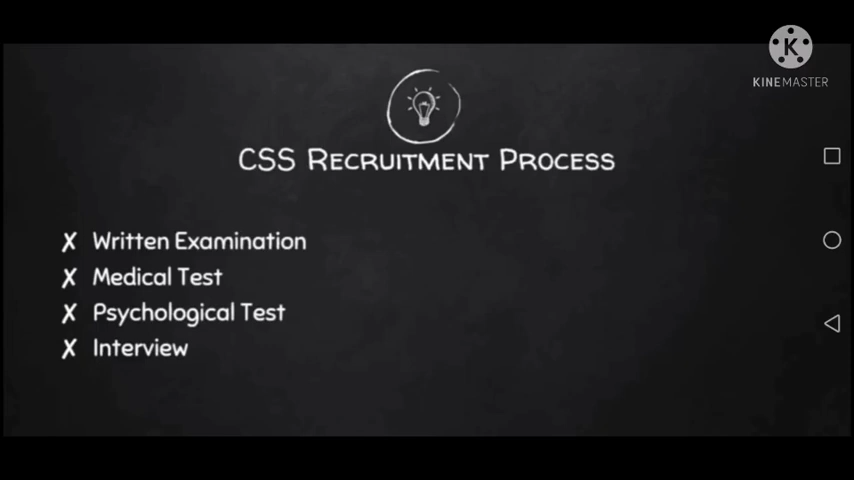 K
KINEMASTER
CSS RECRUITMENT PROCESS
✗ Written Examination
✗ Medical Test
✗ Psychological Test
✗ Interview